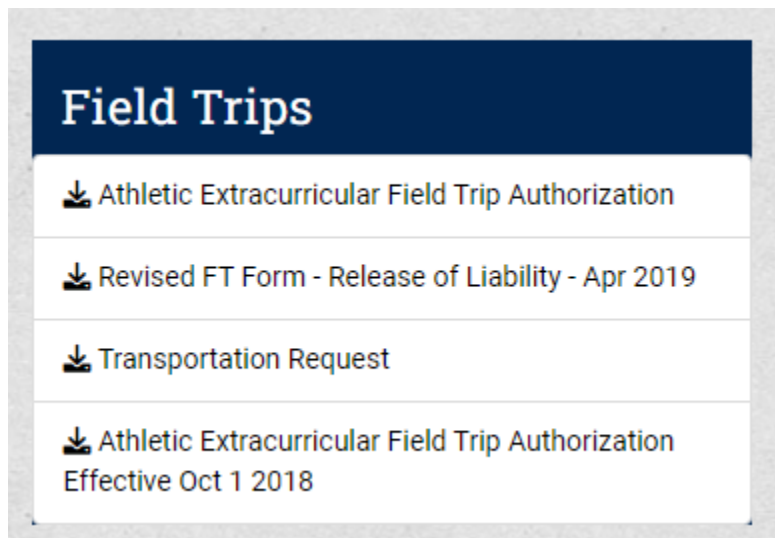 Field Trips
Athletic Extracurricular Field Trip Authorization
Revised FT Form - Release of Liability - Apr 2019
Transportation Request
Athletic Extracurricular Field Trip Authorization
Effective Oct 1 2018